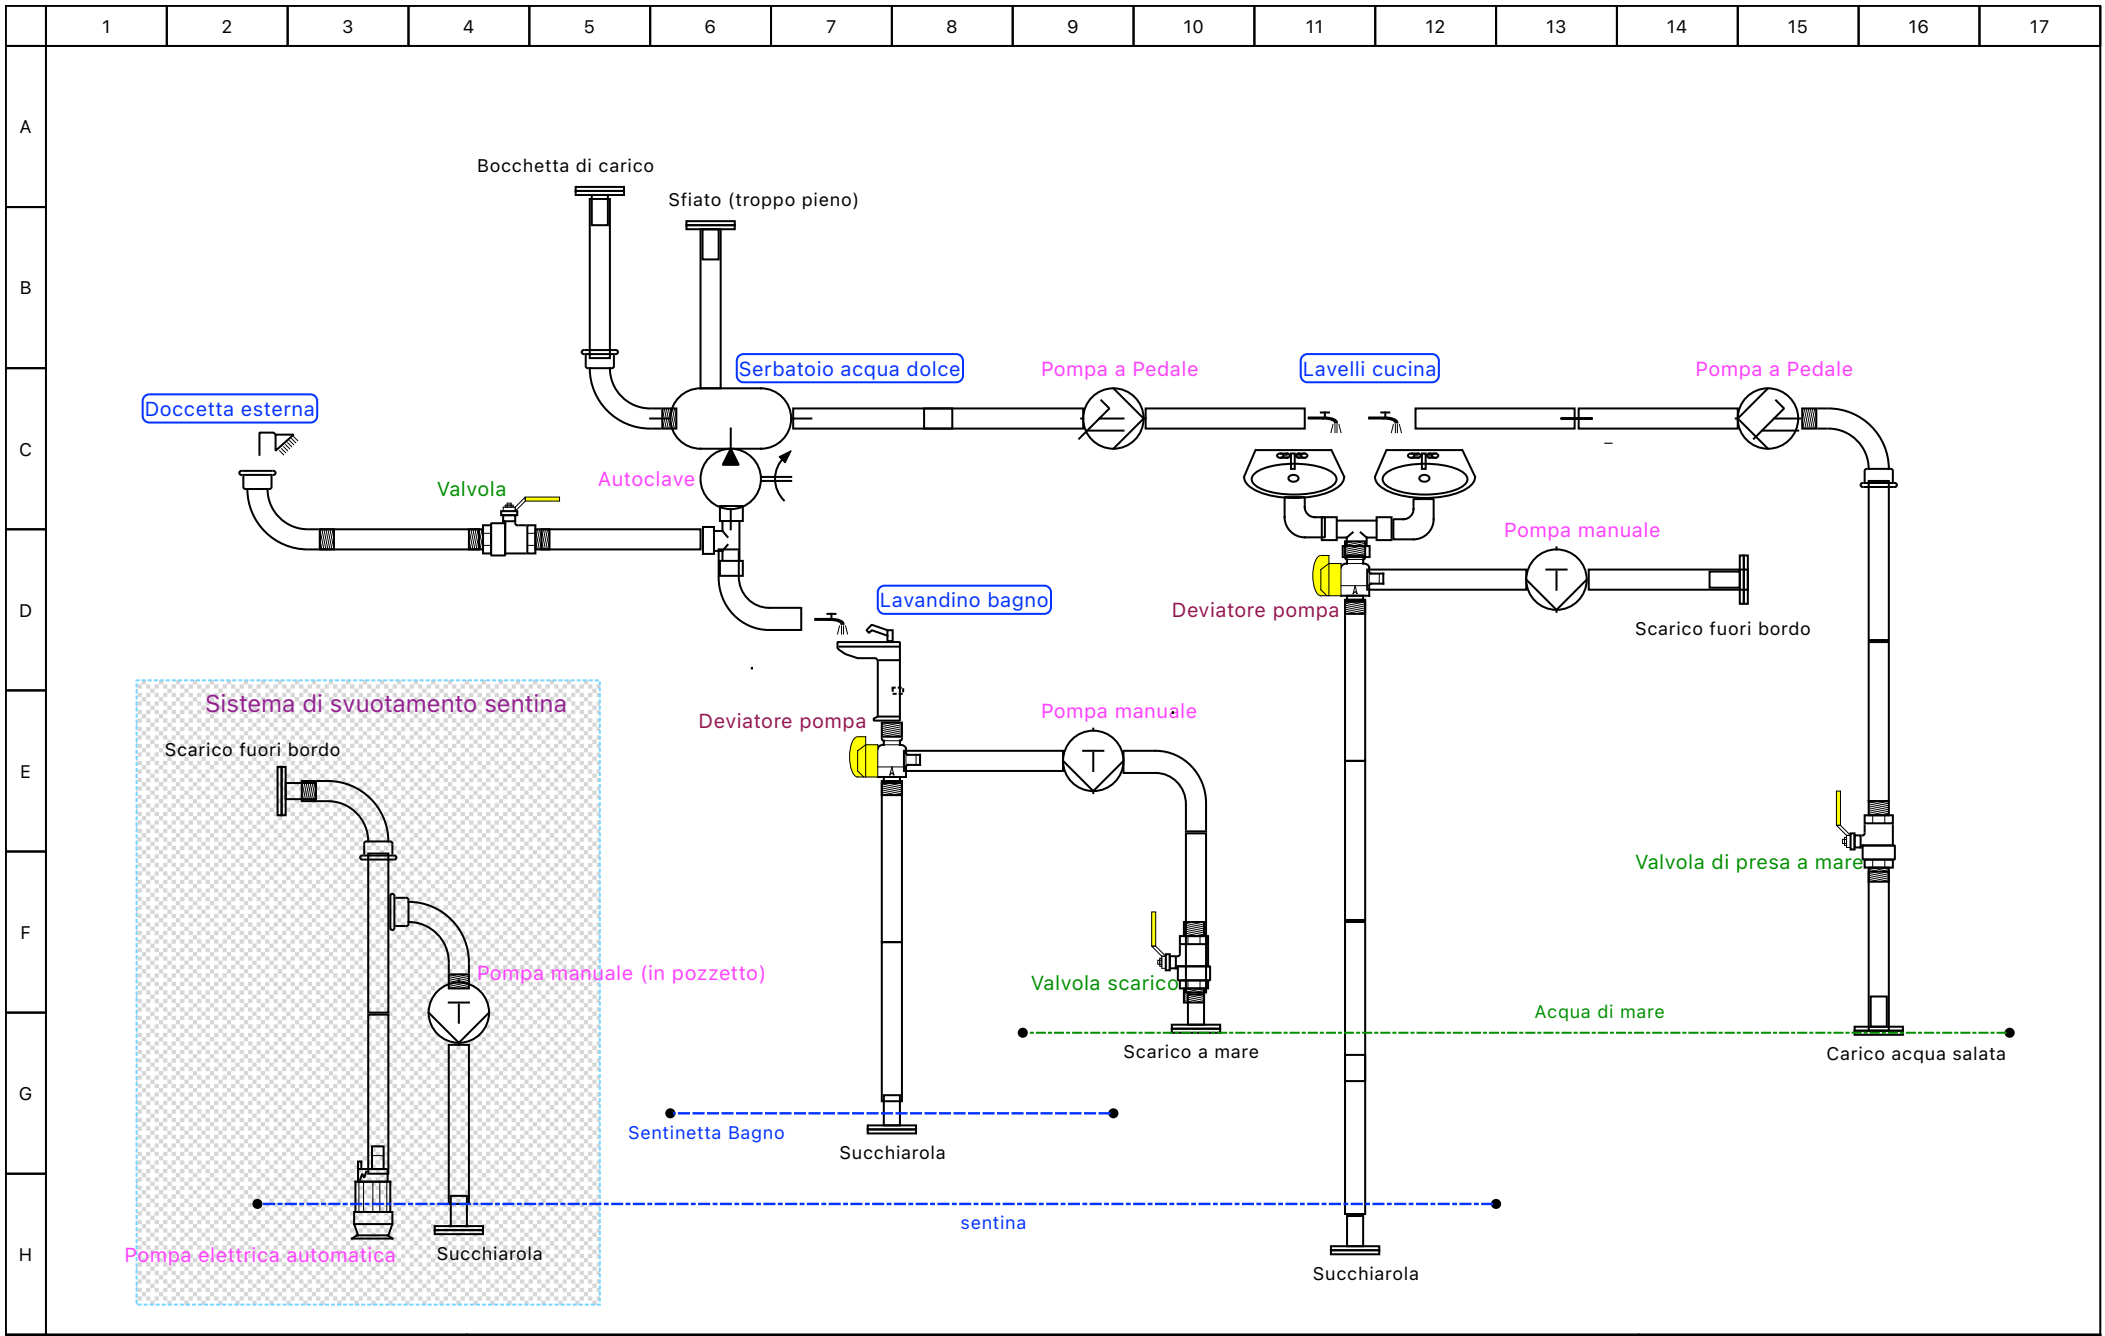 1 2 3 4 5 6 7 8 9 10 11 12 13 14 15 16 17
A
Bocchetta di carico
Sfiato (troppo pieno)
B
Serbatoio acqua dolce
Pompa a Pedale
Lavelli cucina
Pompa a Pedale
Doccetta esterna
C
Autoclave
Valvola
Pompa manuale
Lavandino bagno
D
Deviatore pompa
A
Scarico fuori bordo
Sistema di svuotamento sentina
Deviatore pompa
Pompa manuale
Scarico fuori bordo
E
A
T
T
Valvola di presa a mare
F
Pompa manuale (in pozzetto)
Valvola scarico
T
Acqua di mare
Scarico a mare
Carico acqua salata
G
Sentinetta Bagno
Succhiarola
sentina
H
Pompa elettrica automatica
Succhiarola
Succhiarola